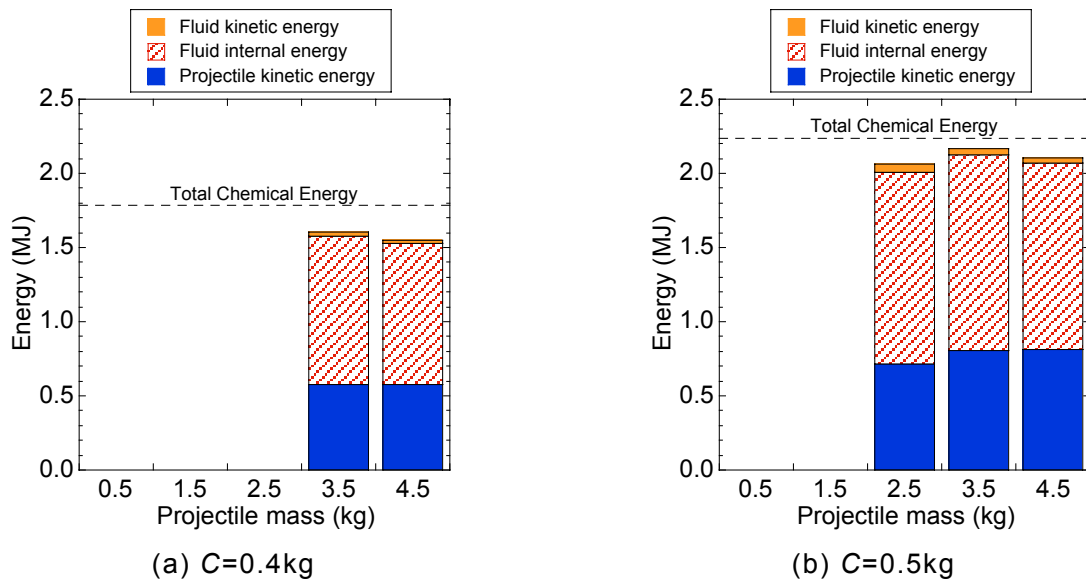 Fluid kinetic energy
Fluid internal energy
Projectile kinetic energy
2.5
2.0
1.5
1.0
0.5
0.0
Energy (MJ)
Total Chemical Energy
0.5 1.5 2.5 3.5 4.5
Projectile mass (kg)
(a) C=0.4kg
Fluid kinetic energy
Fluid internal energy
Projectile kinetic energy
2.5
2.0
1.5
1.0
0.5
0.0
Energy (MJ)
Total Chemical Energy
0.5 1.5 2.5 3.5 4.5
Projectile mass (kg)
(b) C=0.5kg